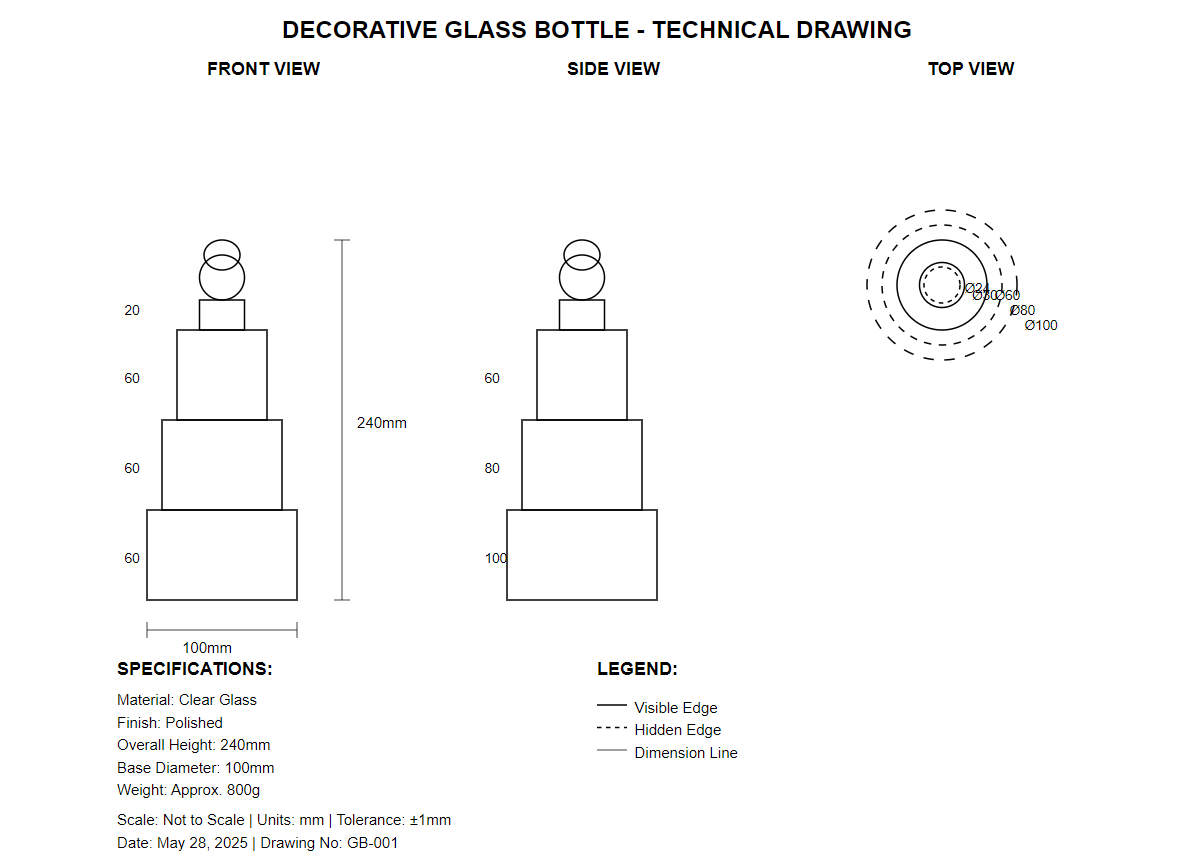 DECORATIVE GLASS BOTTLE - TECHNICAL DRAWING
FRONT VIEW
SIDE VIEW
TOP VIEW
20
60
60
60
240mm
100mm
60
80
100
Ø24
Ø30
Ø60
Ø80
Ø100
SPECIFICATIONS:
Material: Clear Glass
Finish: Polished
Overall Height: 240mm
Base Diameter: 100mm
Weight: Approx. 800g
Scale: Not to Scale | Units: mm | Tolerance: ±1mm
Date: May 28, 2025 | Drawing No: GB-001
LEGEND:
Visible Edge
Hidden Edge
Dimension Line